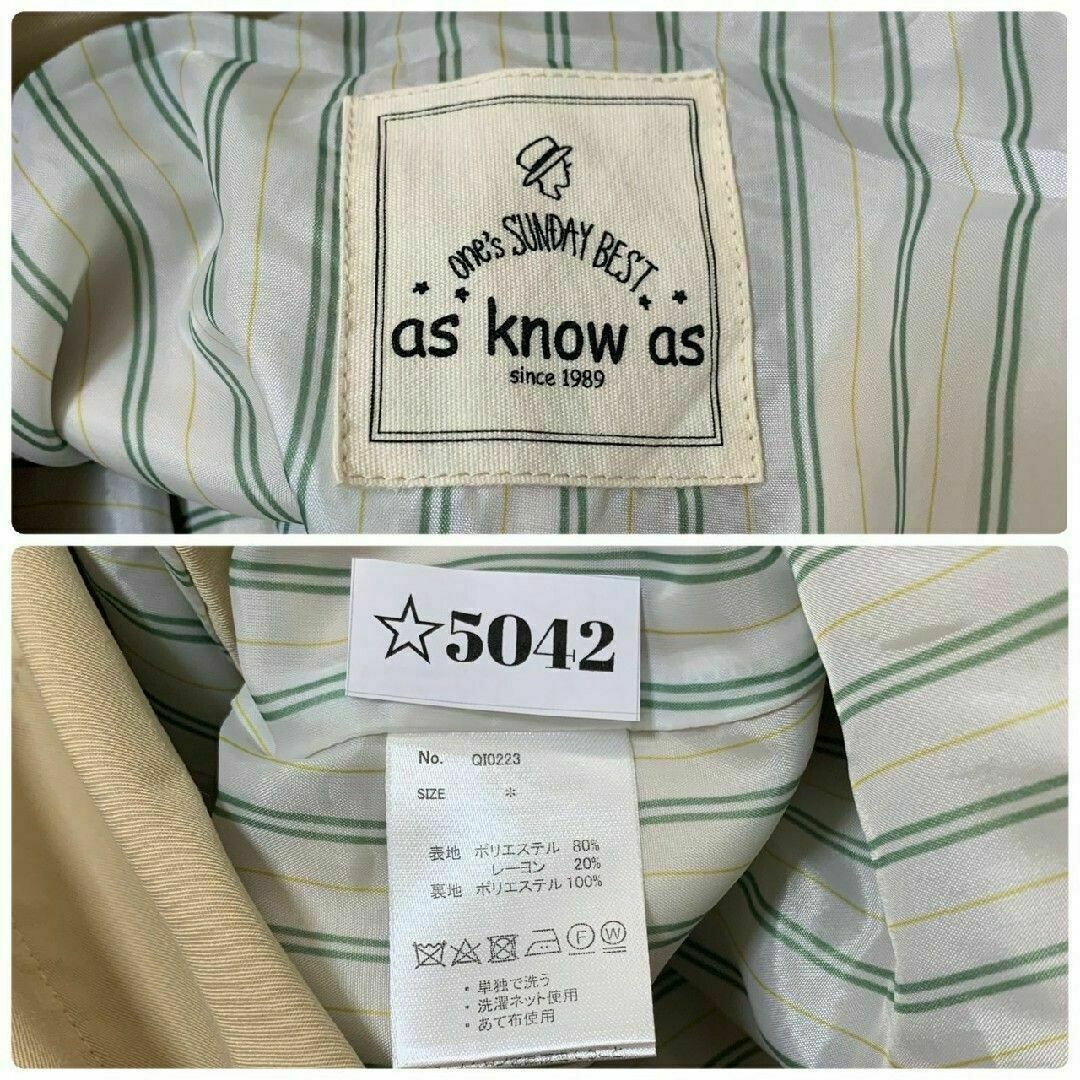 one's SUNDAY BEST
as know as
since 1989
☆5042
No. QI0223
SIZE *
表地 ポリエステル 80%
レーヨン 20%
裏地 ポリエステル 100%
F W
・単独で洗う
・洗濯ネット使用
・あて布使用